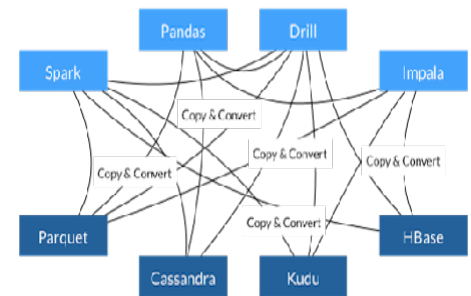 Pandas
Drill
Spark
Impala
Copy & Convert
Copy & Convert
Copy & Convert
Copy & Convert
Copy & Convert
Parquet
HBase
Cassandra
Kudu